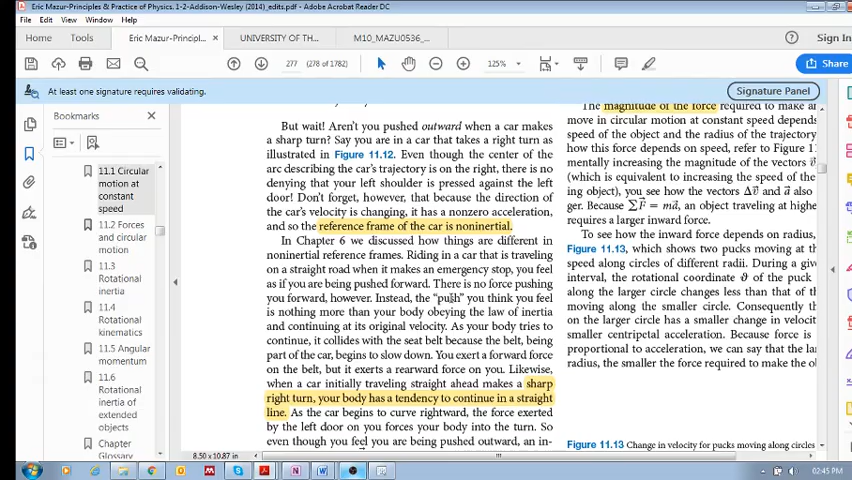 Eric Mazur-Principles & Practice of Physics. 1-2-Addison-Wesley (2014)_edits.pdf - Adobe Acrobat Reader DC
File Edit View Window Help
Home Tools Eric Mazur-Principl... × UNIVERSITY OF TH... M10_MAZU0536_... Sign In
277 (278 of 1782) 125% Share
At least one signature requires validating. Signature Panel
Bookmarks
11.1 Circular
motion at
constant
speed
11.2 Forces
and circular
motion
11.3
Rotational
inertia
11.4
Rotational
kinematics
11.5 Angular
momentum
11.6
Rotational
inertia of
extended
objects
Chapter
Glossary
But wait! Aren't you pushed outward when a car makes
a sharp turn? Say you are in a car that takes a right turn as
illustrated in Figure 11.12. Even though the center of the
arc describing the car's trajectory is on the right, there is no
denying that your left shoulder is pressed against the left
door! Don't forget, however, that because the direction of
the car's velocity is changing, it has a nonzero acceleration,
and so the reference frame of the car is noninertial.
In Chapter 6 we discussed how things are different in
noninertial reference frames. Riding in a car that is traveling
on a straight road when it makes an emergency stop, you feel
as if you are being pushed forward. There is no force pushing
you forward, however. Instead, the "push" you think you feel
is nothing more than your body obeying the law of inertia
and continuing at its original velocity. As your body tries to
continue, it collides with the seat belt because the belt, being
part of the car, begins to slow down. You exert a forward force
on the belt, but it exerts a rearward force on you. Likewise,
when a car initially traveling straight ahead makes a sharp
right turn, your body has a tendency to continue in a straight
line. As the car begins to curve rightward, the force exerted
by the left door on you forces your body into the turn. So
even though you feel you are being pushed outward, an in-
The magnitude of the force required to make a
move in circular motion at constant speed depends
speed of the object and the radius of the trajectory
how this force depends on speed, refer to Figure 11
mentally increasing the magnitude of the vectors v⃗
(which is equivalent to increasing the speed of the
ing object), you see how the vectors Δv⃗ and a⃗ also
ger. Because ∑F⃗ = ma⃗, an object traveling at higher
requires a larger inward force.
To see how the inward force depends on radius,
Figure 11.13, which shows two pucks moving at th
speed along circles of different radii. During a give
interval, the rotational coordinate ϑ of the puck
along the larger circle changes less than that of th
moving along the smaller circle. Consequently th
on the larger circle has a smaller change in velocit
smaller centripetal acceleration. Because force is
proportional to acceleration, we can say that the lar
radius, the smaller the force required to make the o
Figure 11.13 Change in velocity for pucks moving along circles
8.50 x 10.87 in
02:45 PM